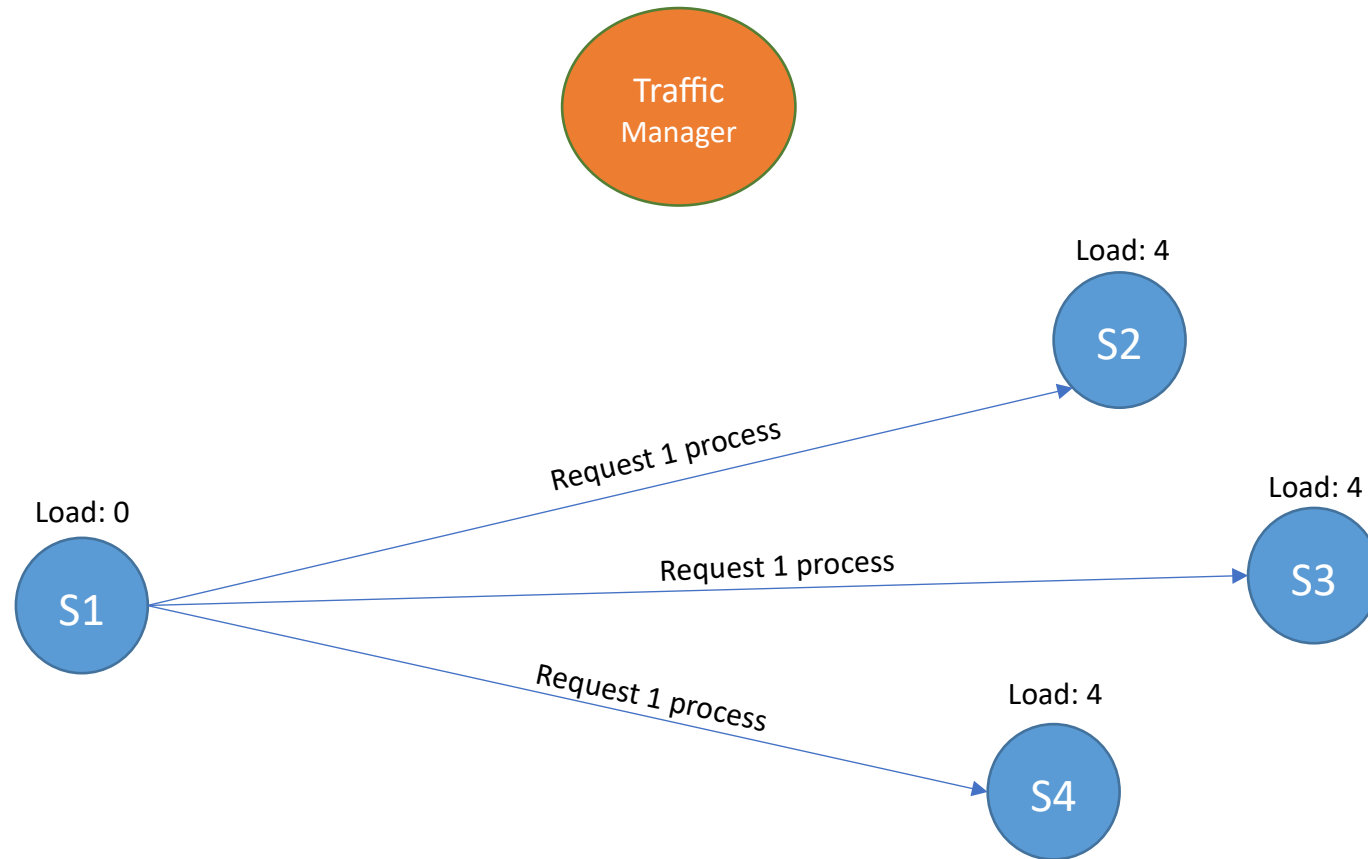 Traffic
Manager
Load: 4
S2
Request 1 process
Load: 4
Load: 0
Request 1 process
S3
S1
Request 1 process
Load: 4
S4